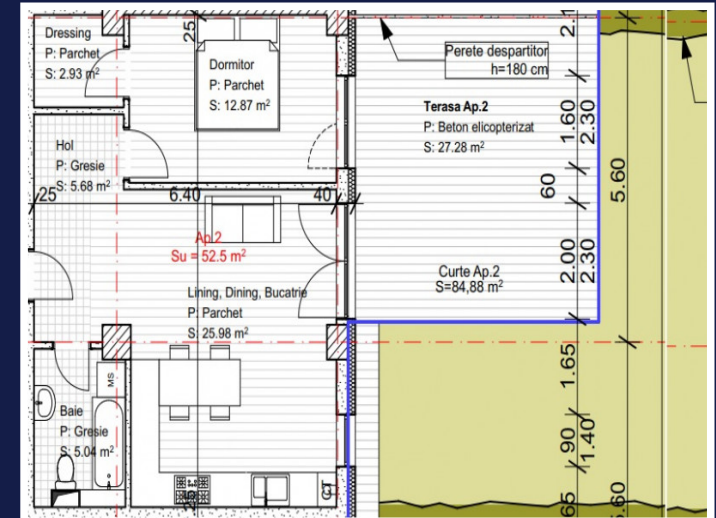 Dressing
P: Parchet
S: 2.93 m²
25
Dormitor
P: Parchet
S: 12.87 m²
Perete despartitor
h=180 cm
Terasa Ap.2
P: Beton elicopterizat
S: 27.28 m²
1.60
2.30
5.60
60
Hol
P: Gresie
S: 5.68 m²
25
6.40
40
Ap.2
Su = 52.5 m²
Lining, Dining, Bucatrie
P: Parchet
S: 25.98 m²
Curte Ap.2
S=84,88 m²
2.00
2.30
1.65
MS
Baie
P: Gresie
S: 5.04 m²
90
1.40
CT
25
65
5.60